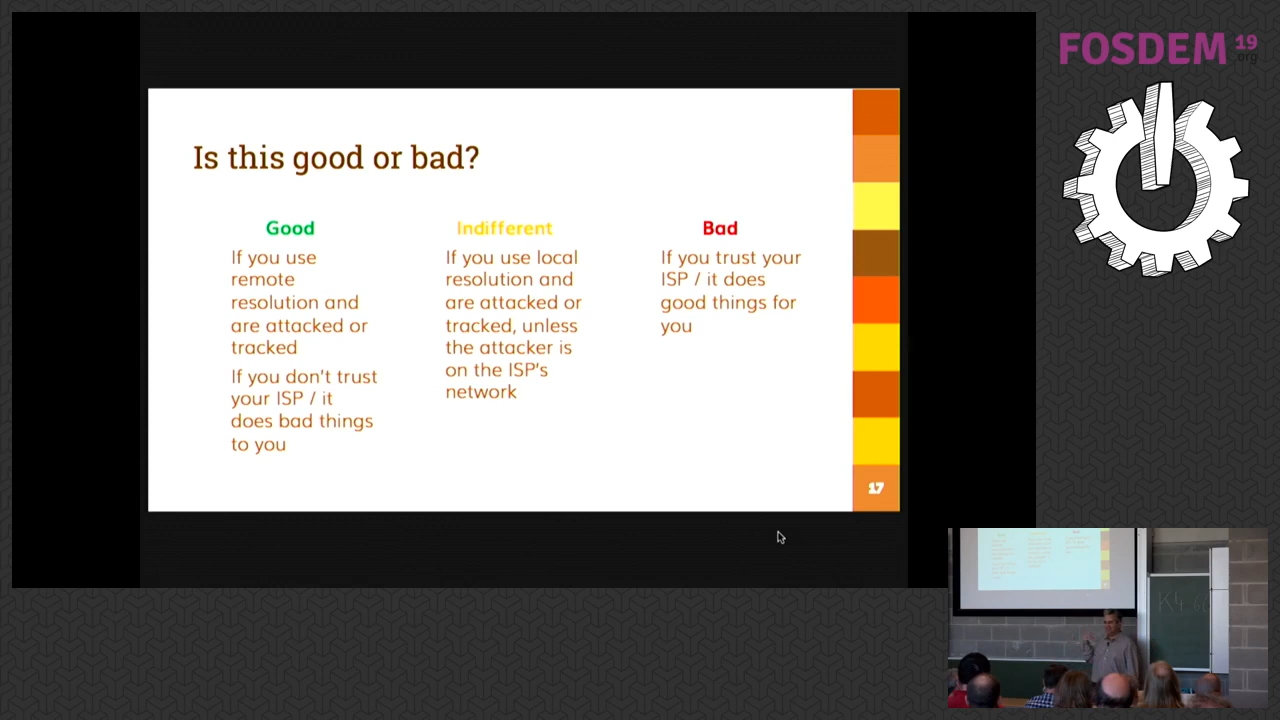 FOSDEM 19
.org
Is this good or bad?
Good
If you use
remote
resolution and
are attacked or
tracked
If you don't trust
your ISP / it
does bad things
to you
Indifferent
If you use local
resolution and
are attacked or
tracked, unless
the attacker is
on the ISP's
network
Bad
If you trust your
ISP / it does
good things for
you
17